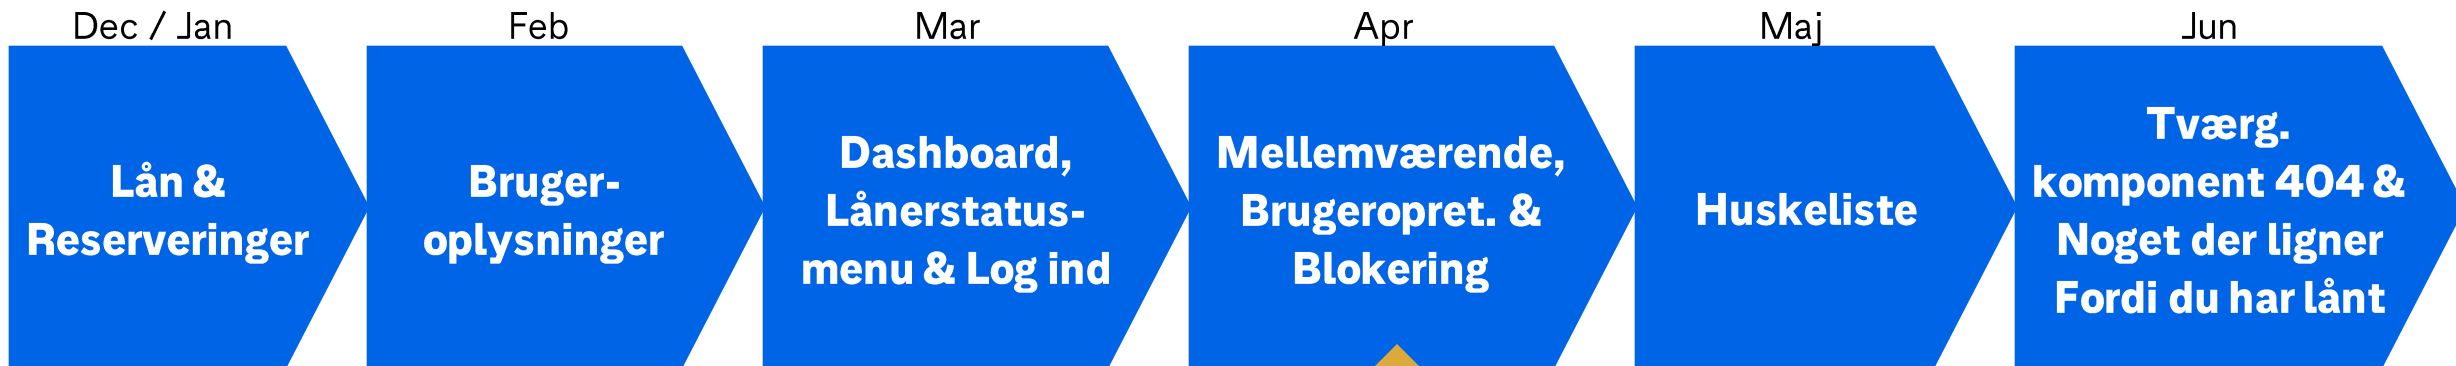 Dec / Jan
Feb
Mar
Apr
Maj
Jun
Lån &
Reserveringer
Bruger-
oplysninger
Dashboard,
Lånerstatus-
menu & Log ind
Mellemværende,
Brugeropret. &
Blokering
Huskeliste
Tværg.
komponent 404 &
Noget der ligner
Fordi du har lånt